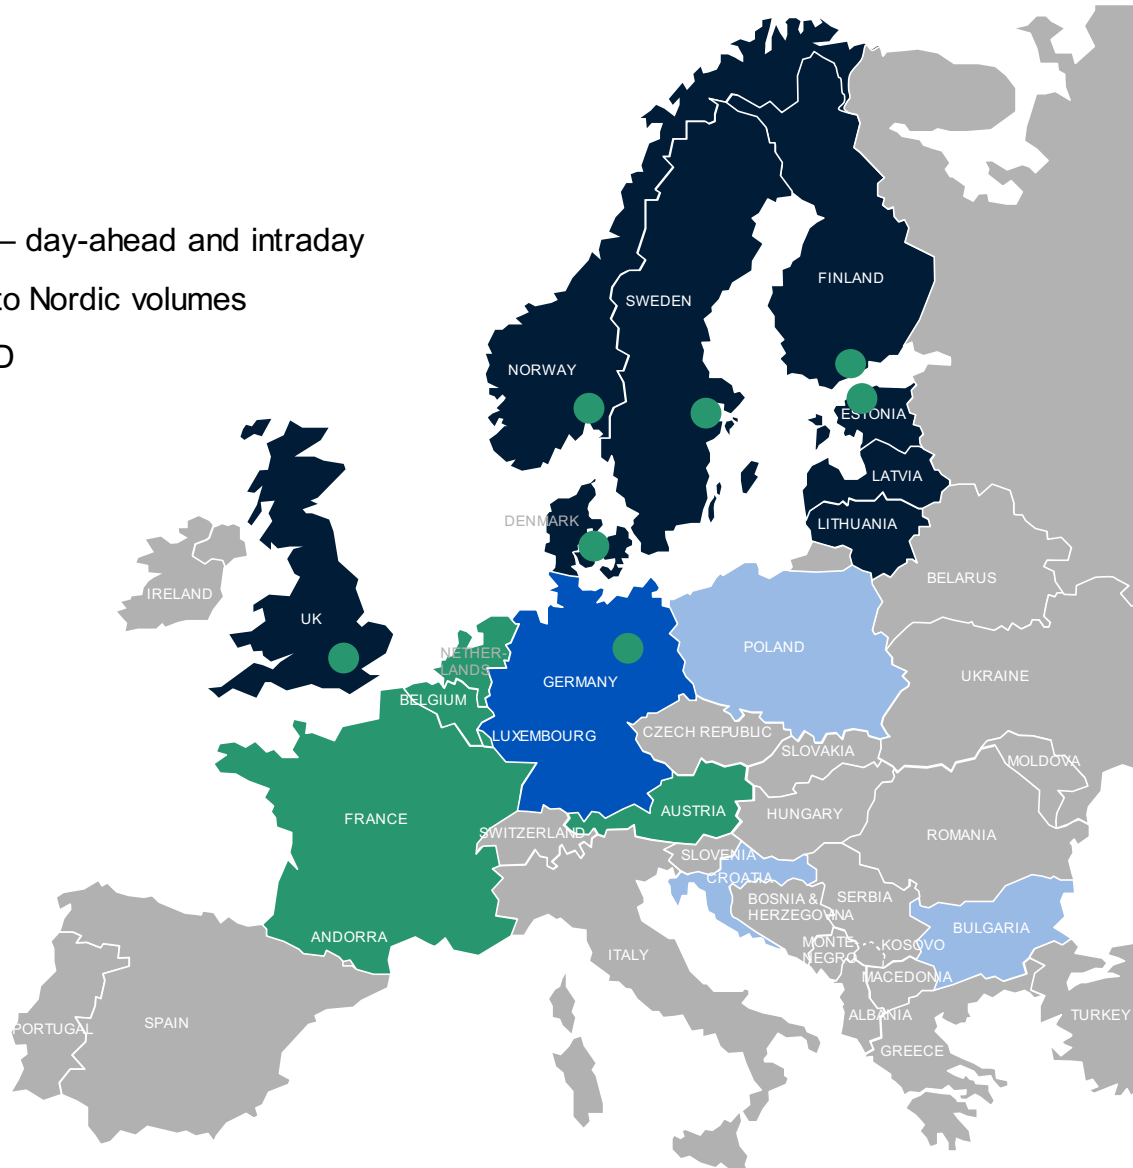 – day-ahead and intraday
to Nordic volumes
D
FINLAND
SWEDEN
NORWAY
ESTONIA
LATVIA
DENMARK
LITHUANIA
BELARUS
IRELAND
UK
NETHER-
LANDS
POLAND
UKRAINE
GERMANY
BELGIUM
LUXEMBOURG
CZECH REPUBLIC
SLOVAKIA
MOLDOVA
AUSTRIA
HUNGARY
FRANCE
SWITZERLAND
ROMANIA
SLOVENIA
CROATIA
BOSNIA &
HERZEGOVNA
SERBIA
BULGARIA
ANDORRA
MONTE
NEGRO
KOSOVO
ITALY
MACEDONIA
ALBANIA
TURKEY
SPAIN
PORTUGAL
GREECE